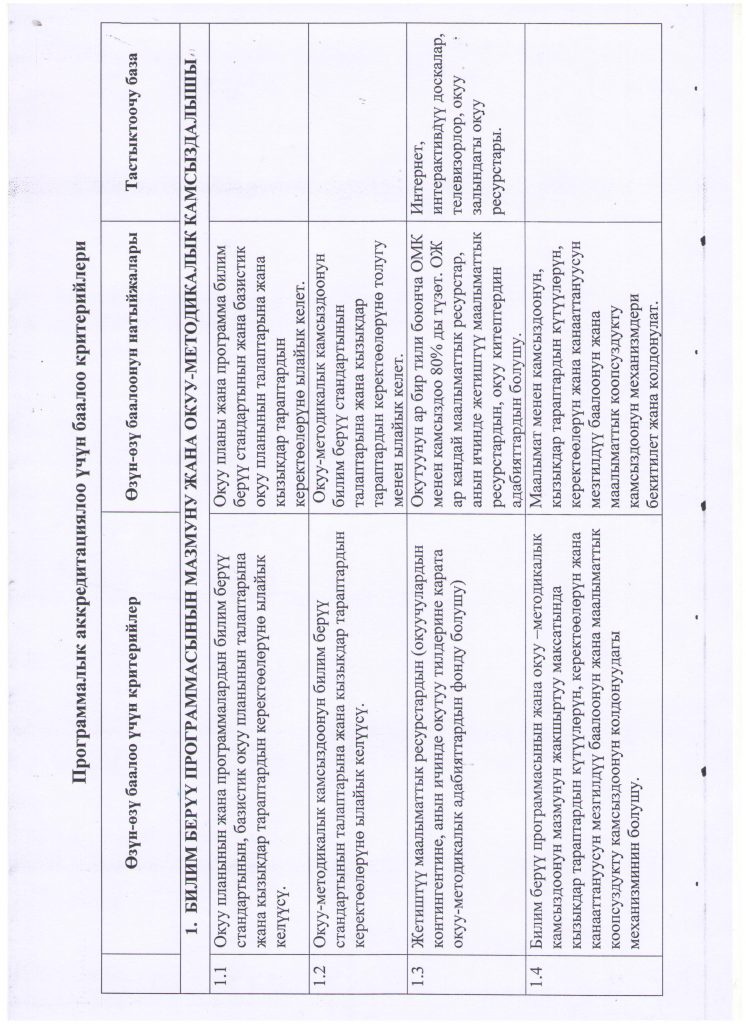 Программалык аккредитациялоо үчүн баалоо критерийлери
Өзүн-өзү баалоо үчүн критерийлер
Өзүн-өзү баалоонун натыйжалары
Тастыктоочу база
1. БИЛИМ БЕРҮҮ ПРОГРАММАСЫНЫН МАЗМУНУ ЖАНА ОКУУ-МЕТОДИКАЛЫК КАМСЫЗДАЛЫШЫ
1.1
Окуу планынын жана программалардын билим берүү
стандартынын, базистик окуу планынын талаптарына
жана кызыкдар тараптардын керектөөлөрүнө ылайык
келүүсү.
Окуу планы жана программа билим
берүү стандартынын жана базистик
окуу планынын талаптарына жана
кызыкдар тараптардын
керектөөлөрүнө ылайык келет.
1.2
Окуу-методикалык камсыздоонун билим берүү
стандартынын талаптарына жана кызыкдар тараптардын
керектөөлөрүнө ылайык келүүсү.
Окуу-методикалык камсыздоонун
билим берүү стандартынын
талаптарына жана кызыкдар
тараптардын керектөөлөрүнө толугу
менен ылайык келет.
1.3
Жетиштүү маалыматтык ресурстардын (окуучулардын
контингентине, анын ичинде окутуу тилдерине карата
окуу-методикалык адабияттардын фонду болушу)
Окутуунун ар бир тили боюнча ОМК
менен камсыздоо 80% ды түзөт. ОЖ
ар кандай маалыматтык ресурстар,
анын ичинде жетиштүү маалыматтык
ресурстардын, окуу китептердин
адабияттардын болушу.
Интернет,
интерактивдүү доскалар,
телевизорлор, окуу
залындагы окуу
ресурстары.
1.4
Билим берүү программасынын жана окуу –методикалык
камсыздоонун мазмунун жакшыртуу максатында
кызыкдар тараптардын күтүүлөрүн, керектөөлөрүн жана
канааттануусун мезгилдүү баалоонун жана маалыматтык
коопсуздукту камсыздоонун колдонуудагы
механизминин болушу.
Маалымат менен камсыздоонун,
кызыкдар тараптардын күтүүлөрүн,
керектөөлөрүн жана канааттануусун
мезгилдүү баалоонун жана
маалыматтык коопсуздукту
камсыздоонун механизмдери
бекитилет жана колдонулат.